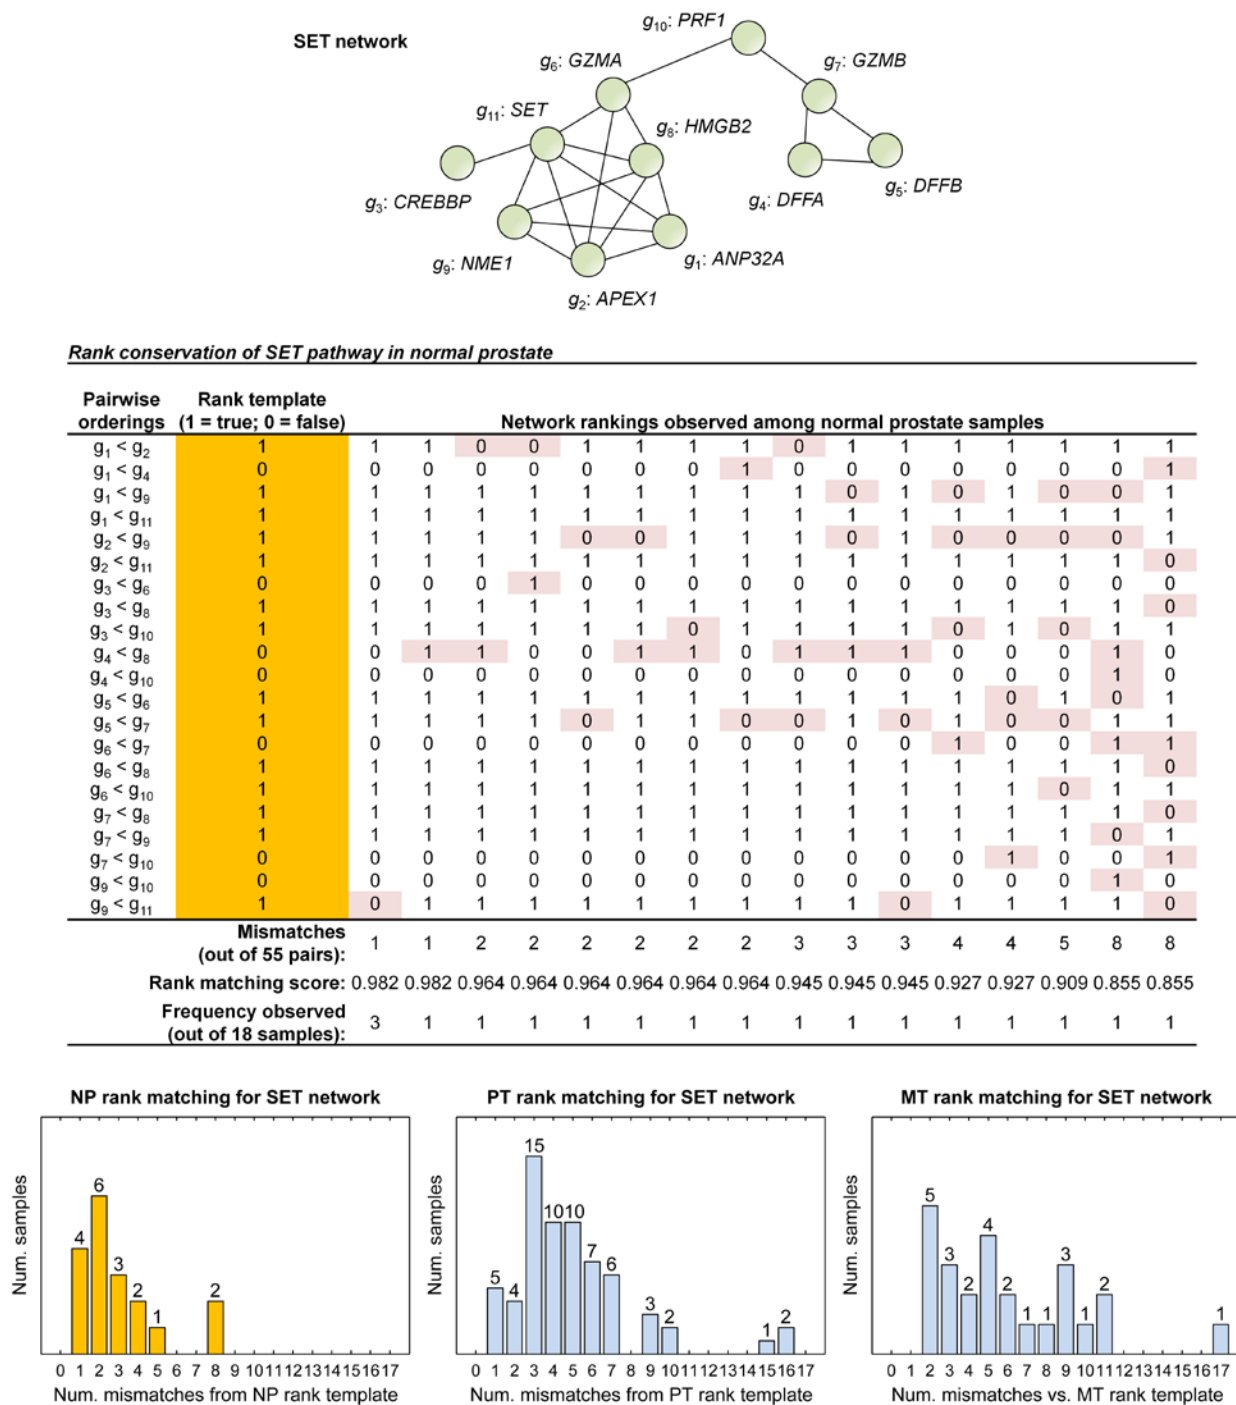 SET network
g10: PRF1
g6: GZMA
g7: GZMB
g11: SET
g8: HMGB2
g3: CREBBP
g4: DFFA
g5: DFFB
g9: NME1
g1: ANP32A
g2: APEX1
Rank conservation of SET pathway in normal prostate
Pairwise orderings Rank template (1 = true; 0 = false) Network rankings observed among normal prostate samples
g1 < g2 1 1 1 0 0 1 1 1 1 0 1 1 1 1 1 1 1
g1 < g4 0 0 0 0 0 0 0 0 1 0 0 0 0 0 0 0 1
g1 < g9 1 1 1 1 1 1 1 1 1 1 0 1 0 1 0 0 1
g1 < g11 1 1 1 1 1 1 1 1 1 1 1 1 1 1 1 1 1
g2 < g9 1 1 1 1 1 0 0 1 1 1 0 1 0 0 0 0 1
g2 < g11 1 1 1 1 1 1 1 1 1 1 1 1 1 1 1 1 0
g3 < g6 0 0 0 0 1 0 0 0 0 0 0 0 0 0 0 0 0
g3 < g8 1 1 1 1 1 1 1 1 1 1 1 1 1 1 1 1 0
g3 < g10 1 1 1 1 1 1 1 0 1 1 1 1 0 1 0 1 1
g4 < g8 0 0 1 1 0 0 1 1 0 1 1 1 0 0 0 1 0
g4 < g10 0 0 0 0 0 0 0 0 0 0 0 0 0 0 0 1 0
g5 < g6 1 1 1 1 1 1 1 1 1 1 1 1 1 0 1 0 1
g5 < g7 1 1 1 1 1 0 1 1 0 0 1 0 1 0 0 1 1
g6 < g7 0 0 0 0 0 0 0 0 0 0 0 0 1 0 0 1 1
g6 < g8 1 1 1 1 1 1 1 1 1 1 1 1 1 1 1 1 0
g6 < g10 1 1 1 1 1 1 1 1 1 1 1 1 1 1 0 1 1
g7 < g8 1 1 1 1 1 1 1 1 1 1 1 1 1 1 1 1 0
g7 < g9 1 1 1 1 1 1 1 1 1 1 1 1 1 1 1 0 1
g7 < g10 0 0 0 0 0 0 0 0 0 0 0 0 0 1 0 0 1
g9 < g10 0 0 0 0 0 0 0 0 0 0 0 0 0 0 0 1 0
g9 < g11 1 0 1 1 1 1 1 1 1 1 1 0 1 1 1 1 0
Mismatches
(out of 55 pairs): 1 1 2 2 2 2 2 2 3 3 3 4 4 5 8 8
Rank matching score: 0.982 0.982 0.964 0.964 0.964 0.964 0.964 0.964 0.945 0.945 0.945 0.927 0.927 0.909 0.855 0.855
Frequency observed
(out of 18 samples): 3 1 1 1 1 1 1 1 1 1 1 1 1 1 1 1
NP rank matching for SET network
Num. samples
4 6 3 2 1 2
0 1 2 3 4 5 6 7 8 9 10 11 12 13 14 15 16 17
Num. mismatches from NP rank template
PT rank matching for SET network
Num. samples
5 4 15 10 10 7 6 3 2 1 2
0 1 2 3 4 5 6 7 8 9 10 11 12 13 14 15 16 17
Num. mismatches from PT rank template
MT rank matching for SET network
Num. samples
5 3 2 4 2 1 1 3 1 2 1
0 1 2 3 4 5 6 7 8 9 10 11 12 13 14 15 16 17
Num. mismatches vs. MT rank template